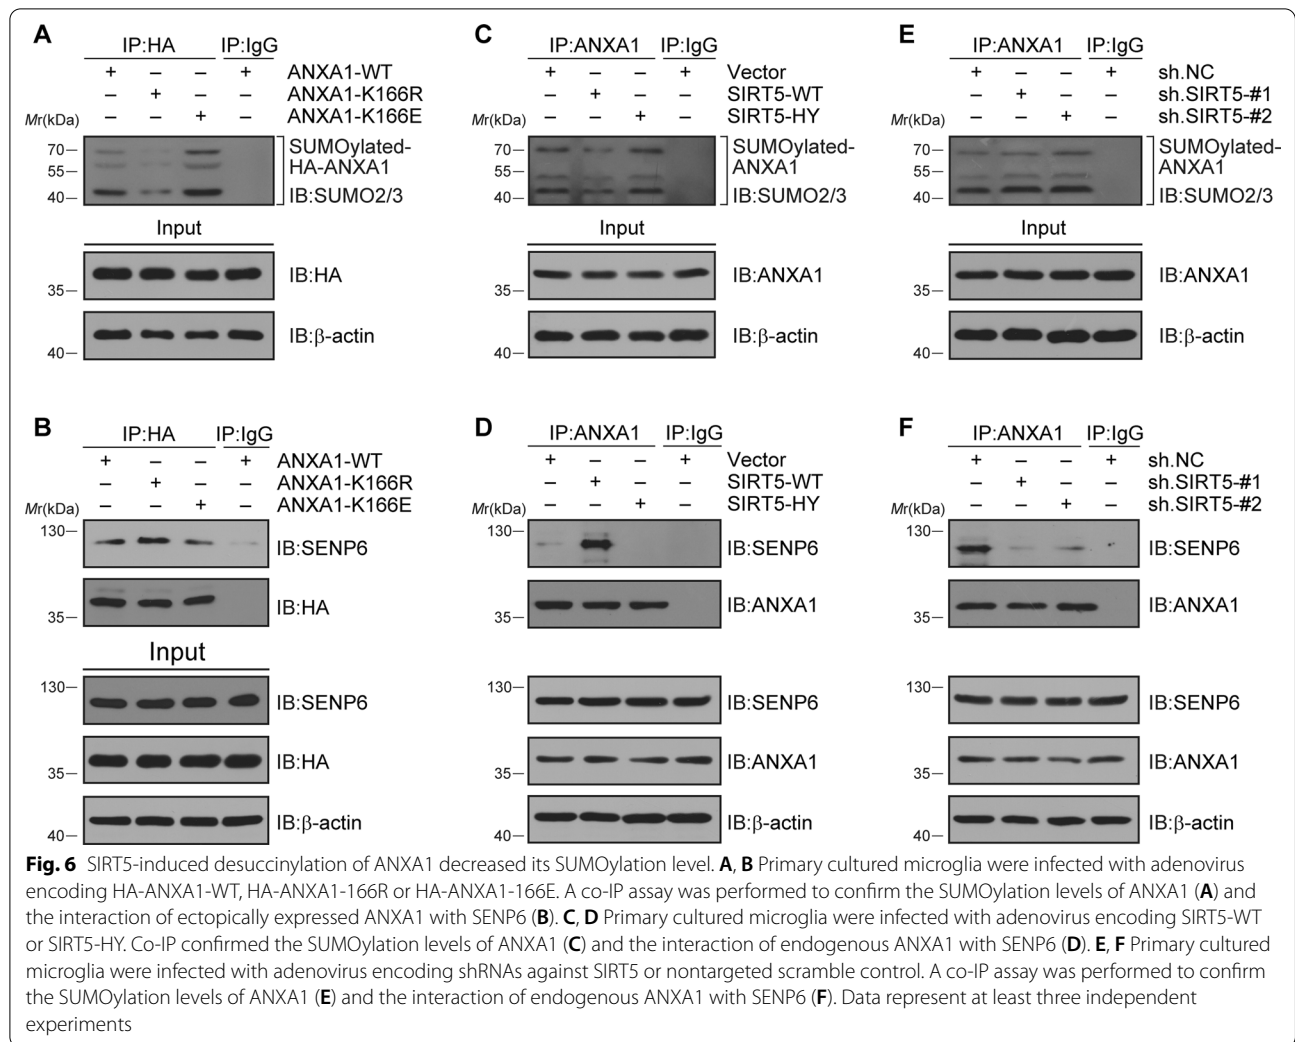 A
IP:HA IP:IgG
+ – – + ANXA1-WT
– + – – ANXA1-K166R
– – + – ANXA1-K166E
Mr(kDa)
70– SUMOylated-
55– HA-ANXA1
40– IB:SUMO2/3
Input
IB:HA
35–
IB:β-actin
40–
C
IP:ANXA1 IP:IgG
+ – – + Vector
– + – – SIRT5-WT
– – + – SIRT5-HY
Mr(kDa)
70– SUMOylated-
55– ANXA1
40– IB:SUMO2/3
Input
IB:ANXA1
35–
IB:β-actin
40–
E
IP:ANXA1 IP:IgG
+ – – + sh.NC
– + – – sh.SIRT5-#1
– – + – sh.SIRT5-#2
Mr(kDa)
70– SUMOylated-
55– ANXA1
40– IB:SUMO2/3
Input
IB:ANXA1
35–
IB:β-actin
40–
B
IP:HA IP:IgG
+ – – + ANXA1-WT
– + – – ANXA1-K166R
– – + – ANXA1-K166E
Mr(kDa)
130–
IB:SENP6
IB:HA
35–
Input
130–
IB:SENP6
IB:HA
35–
IB:β-actin
40–
D
IP:ANXA1 IP:IgG
+ – – + Vector
– + – – SIRT5-WT
– – + – SIRT5-HY
Mr(kDa)
130–
IB:SENP6
IB:ANXA1
35–
130–
IB:SENP6
IB:ANXA1
35–
IB:β-actin
40–
F
IP:ANXA1 IP:IgG
+ – – + sh.NC
– + – – sh.SIRT5-#1
– – + – sh.SIRT5-#2
Mr(kDa)
130–
IB:SENP6
IB:ANXA1
35–
130–
IB:SENP6
IB:ANXA1
35–
IB:β-actin
40–
Fig. 6 SIRT5-induced desuccinylation of ANXA1 decreased its SUMOylation level. A, B Primary cultured microglia were infected with adenovirus
encoding HA-ANXA1-WT, HA-ANXA1-166R or HA-ANXA1-166E. A co-IP assay was performed to confirm the SUMOylation levels of ANXA1 (A) and
the interaction of ectopically expressed ANXA1 with SENP6 (B). C, D Primary cultured microglia were infected with adenovirus encoding SIRT5-WT
or SIRT5-HY. Co-IP confirmed the SUMOylation levels of ANXA1 (C) and the interaction of endogenous ANXA1 with SENP6 (D). E, F Primary cultured
microglia were infected with adenovirus encoding shRNAs against SIRT5 or nontargeted scramble control. A co-IP assay was performed to confirm
the SUMOylation levels of ANXA1 (E) and the interaction of endogenous ANXA1 with SENP6 (F). Data represent at least three independent
experiments